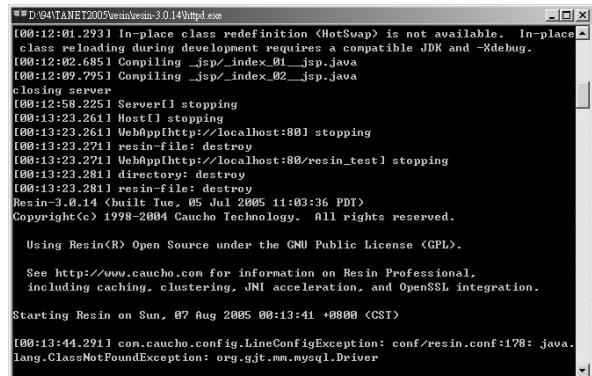 D:\94\TANET2005\resin\resin-3.0.14\httpd.exe
[00:12:01.293] In-place class redefinition (HotSwap) is not available.  In-place
 class reloading during development requires a compatible JDK and -Xdebug.
[00:12:02.685] Compiling _jsp/_index_01__jsp.java
[00:12:09.795] Compiling _jsp/_index_02__jsp.java
closing server
[00:12:58.225] Server[] stopping
[00:13:23.261] Host[] stopping
[00:13:23.261] WebApp[http://localhost:80] stopping
[00:13:23.271] resin-file: destroy
[00:13:23.271] WebApp[http://localhost:80/resin_test] stopping
[00:13:23.281] directory: destroy
[00:13:23.281] resin-file: destroy
Resin-3.0.14 (built Tue, 05 Jul 2005 11:03:36 PDT)
Copyright(c) 1998-2004 Caucho Technology.  All rights reserved.
Using Resin(R) Open Source under the GNU Public License (GPL).
See http://www.caucho.com for information on Resin Professional,
including caching, clustering, JNI acceleration, and OpenSSL integration.
Starting Resin on Sun, 07 Aug 2005 00:13:41 +0800 (CST)
[00:13:44.291] com.caucho.config.LineConfigException: conf/resin.conf:178: java.
lang.ClassNotFoundException: org.gjt.mm.mysql.Driver